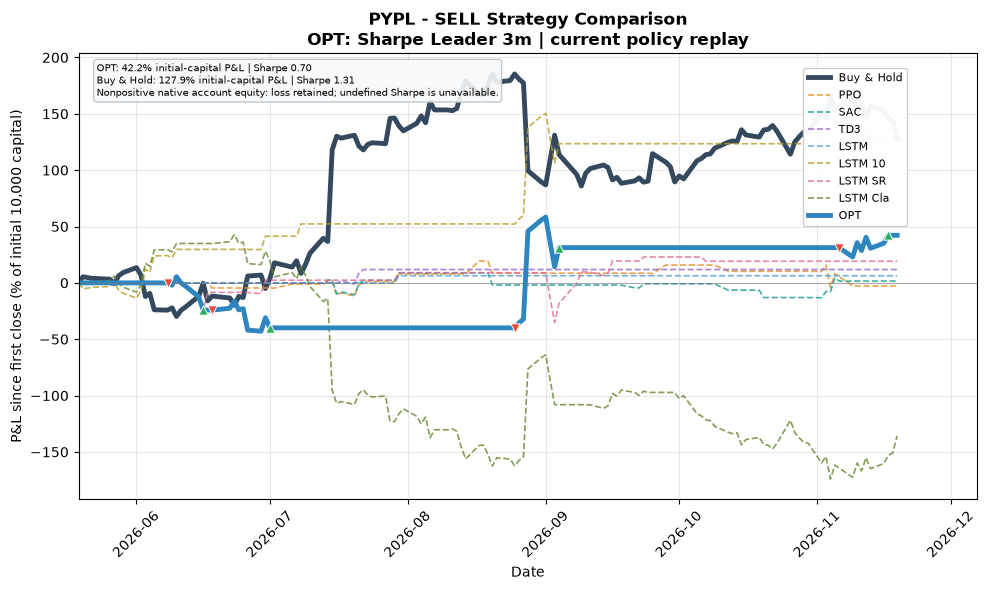 PYPL - SELL Strategy Comparison
OPT: Sharpe Leader 3m | current policy replay
OPT: 42.2% initial-capital P&L | Sharpe 0.70
Buy & Hold: 127.9% initial-capital P&L | Sharpe 1.31
Nonpositive native account equity: loss retained; undefined Sharpe is unavailable.
Buy & Hold
PPO
SAC
TD3
LSTM
LSTM 10
LSTM SR
LSTM Cla
OPT
P&L since first close (% of initial 10,000 capital)
200
150
100
50
0
−50
−100
−150
2026-06
2026-07
2026-08
2026-09
2026-10
2026-11
2026-12
Date